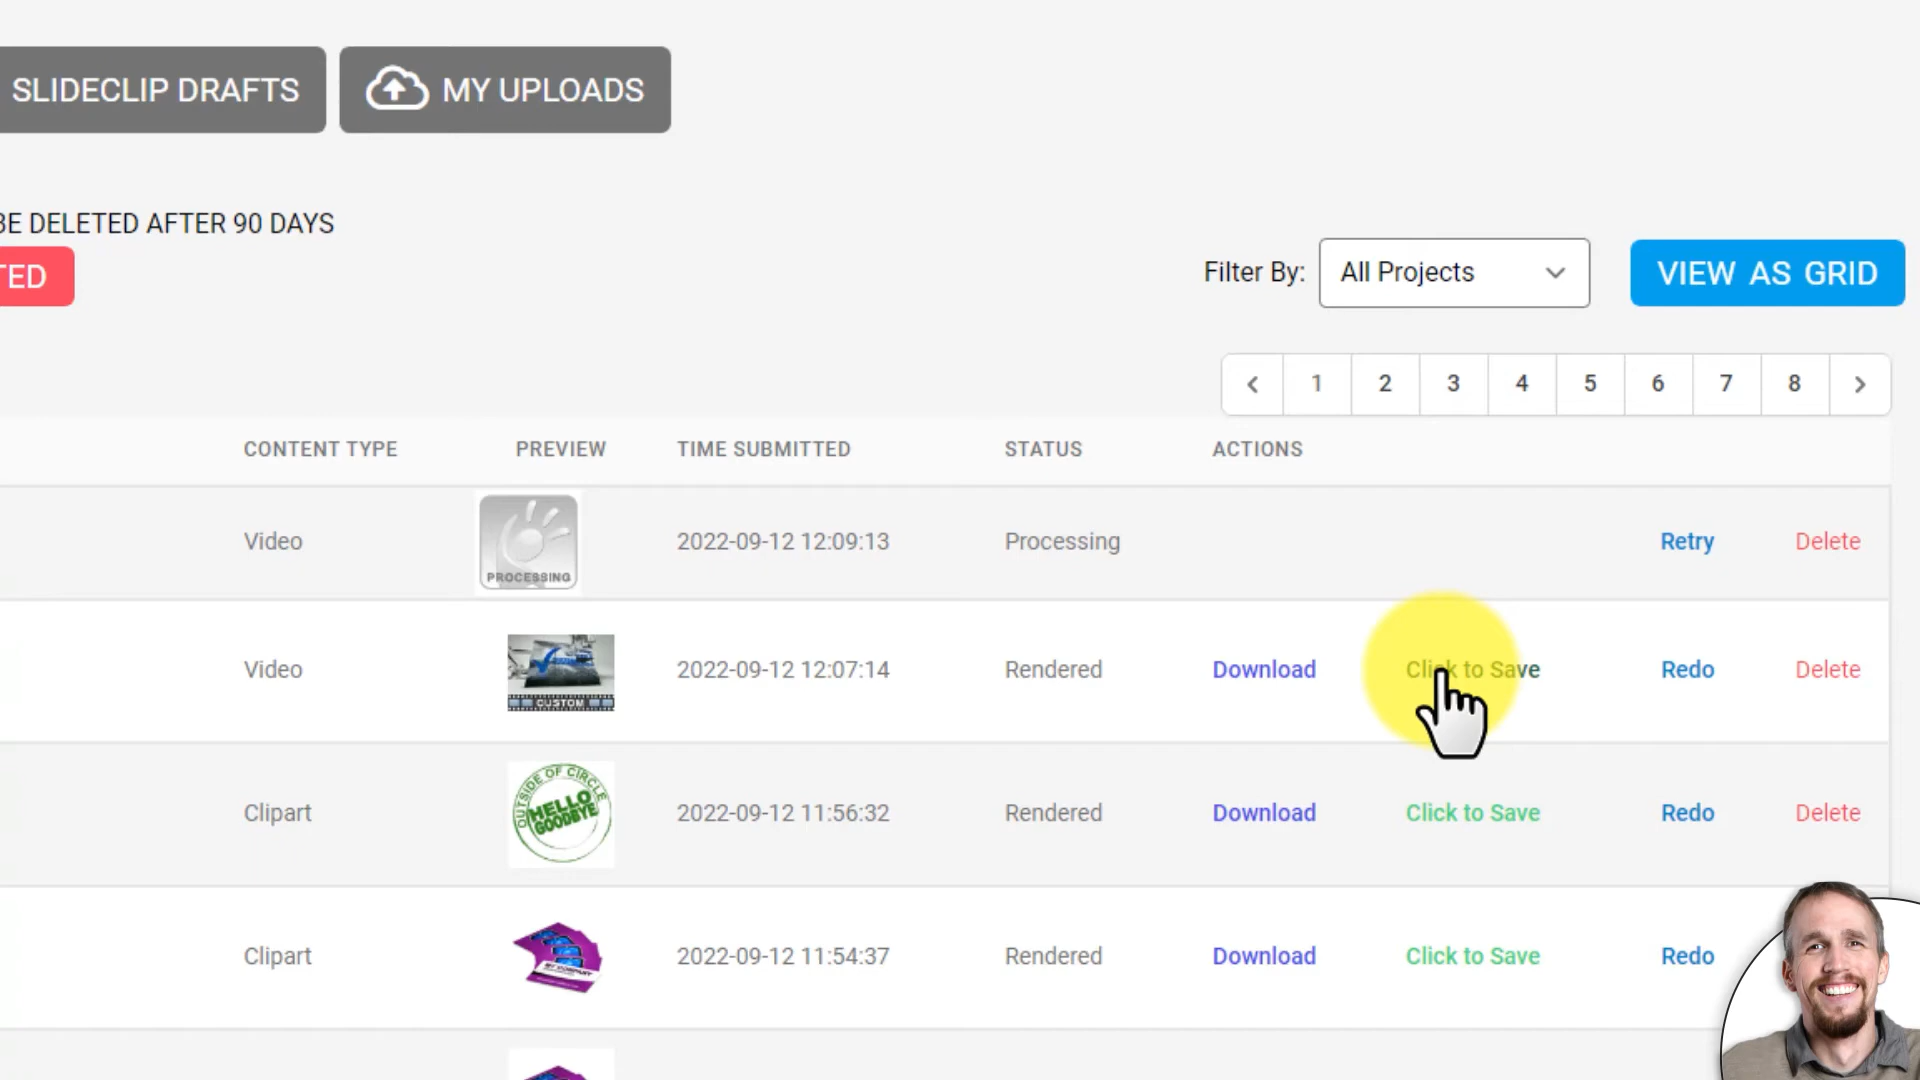 SLIDECLIP DRAFTS
MY UPLOADS
BE DELETED AFTER 90 DAYS
TED
Filter By: All Projects
VIEW AS GRID
1 2 3 4 5 6 7 8
CONTENT TYPE PREVIEW TIME SUBMITTED STATUS ACTIONS
Video PROCESSING 2022-09-12 12:09:13 Processing Retry Delete
Video CUSTOM 2022-09-12 12:07:14 Rendered Download Click to Save Redo Delete
Clipart OUTSIDE OF CIRCLE HELLO GOODBYE 2022-09-12 11:56:32 Rendered Download Click to Save Redo Delete
Clipart MY COMPANY 2022-09-12 11:54:37 Rendered Download Click to Save Redo